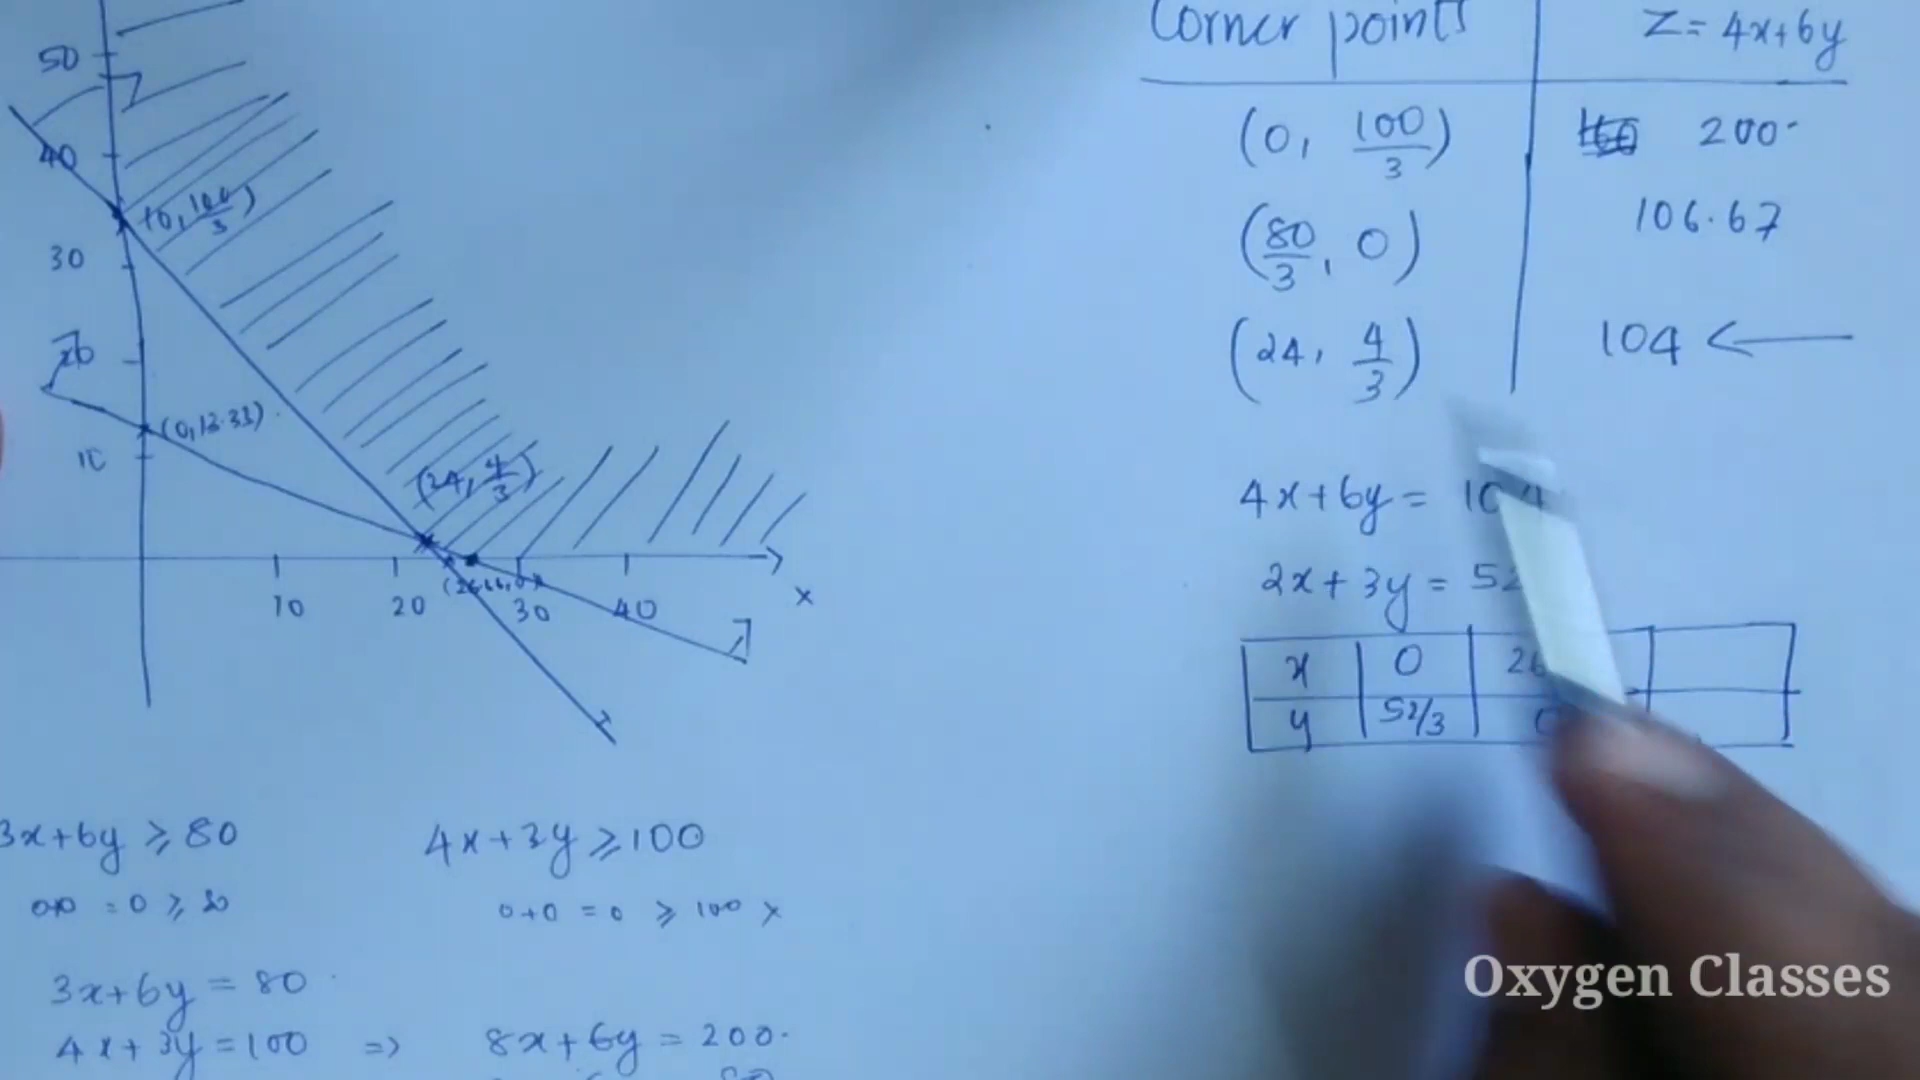 50
40
(0, 100/3)
30
20
(0, 13.33)
10
(24, 4/3)
10 20 30 40 x
3x+6y ≥ 80
0+0 = 0 ≥ 80
3x+6y = 80
4x+3y = 100 => 8x+6y = 200.
4x+3y ≥ 100
0+0 = 0 ≥ 100 x
Corner points Z = 4x+6y
(0, 100/3) 200.
(80/3, 0) 106.67
(24, 4/3) 104 ←
4x+6y =
2x+3y = 52
x 0 26
y 52/3 0
Oxygen Classes